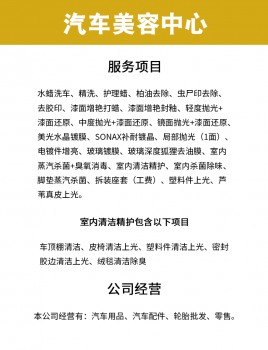 汽车美容中心
服务项目
水蜡洗车、精洗、护理蜡、柏油去除、虫尸印去除、
去胶印、漆面增艳打蜡、漆面增艳封釉、轻度抛光+
漆面还原、中度抛光+漆面还原、镜面抛光+漆面还原、
美光水晶镀膜、SONAX补耐镀晶、局部抛光（1面）、
电镀件增亮、玻璃镀膜、玻璃深度狐狸去油膜、室内
蒸汽杀菌+臭氧消毒、室内清洁精护、室内杀菌除味、
脚垫蒸汽杀菌、拆装座套（工费）、塑料件上光、芦
苇真皮上光。
室内清洁精护包含以下项目
车顶棚清洁、皮椅清洁上光、塑料件清洁上光、密封
胶边清洁上光、绒毯清洁除臭
公司经营
本公司经营有：汽车用品、汽车配件、轮胎批发、零售。